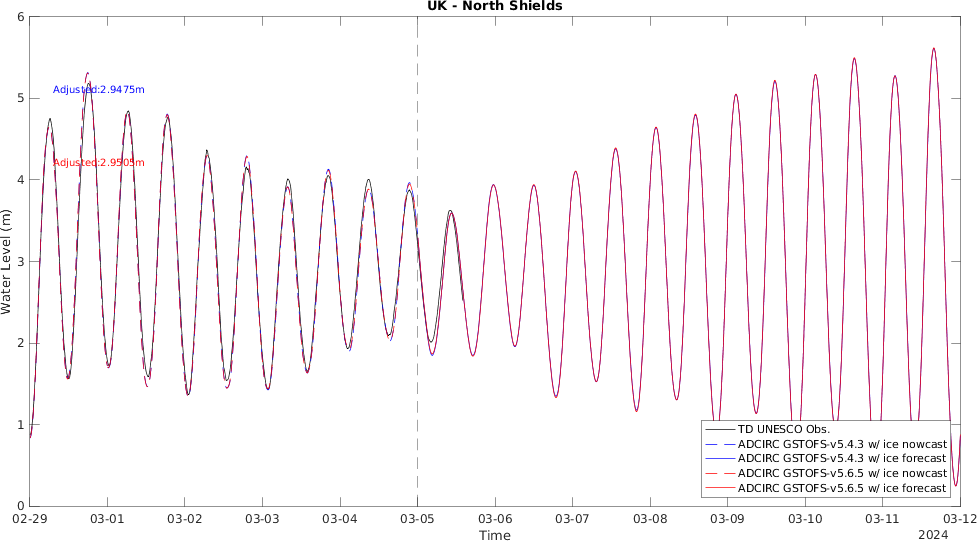 UK - North Shields
6
5
4
3
2
1
0
Water Level (m)
Adjusted:2.9475m
Adjusted:2.9505m
TD UNESCO Obs.
ADCIRC GSTOFS-v5.4.3 w/ ice nowcast
ADCIRC GSTOFS-v5.4.3 w/ ice forecast
ADCIRC GSTOFS-v5.6.5 w/ ice nowcast
ADCIRC GSTOFS-v5.6.5 w/ ice forecast
02-29 03-01 03-02 03-03 03-04 03-05 03-06 03-07 03-08 03-09 03-10 03-11 03-12
Time
2024